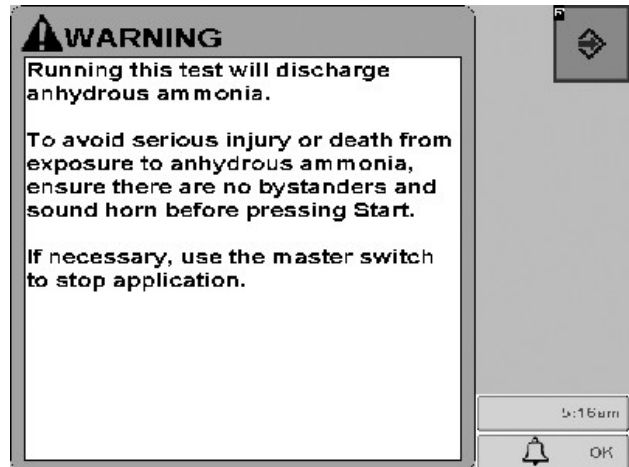 WARNING
Running this test will discharge
anhydrous ammonia.
To avoid serious injury or death from
exposure to anhydrous ammonia,
ensure there are no bystanders and
sound horn before pressing Start.
If necessary, use the master switch
to stop application.
5:16am
OK